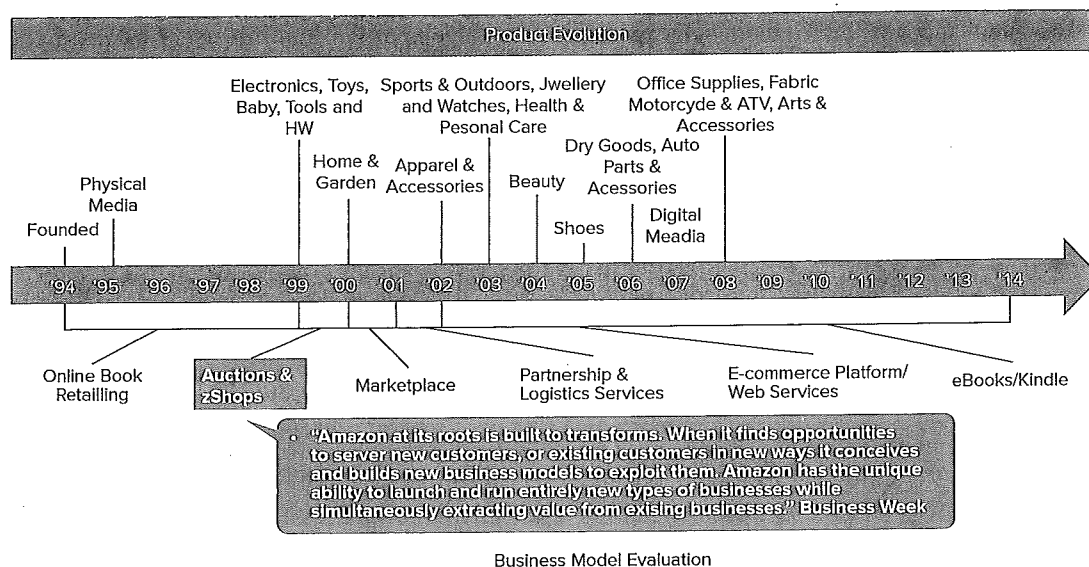 Product Evolution
Electronics, Toys,
Baby, Tools and
HW
Sports & Outdoors, Jwellery
and Watches, Health &
Pesonal Care
Office Supplies, Fabric
Motorcyde & ATV, Arts &
Accessories
Home &
Garden
Apparel &
Accessories
Dry Goods, Auto
Parts &
Acessories
Physical
Media
Beauty
Founded
Shoes
Digital
Meadia
'94 '95 '96 '97 '98 '99 '00 '01 '02 '03 '04 '05 '06 '07 '08 '09 '10 '11 '12 '13 '14
Online Book
Retailling
Auctions &
zShops
Marketplace
Partnership &
Logistics Services
E-commerce Platform/
Web Services
eBooks/Kindle
• "Amazon at its roots is built to transforms. When it finds opportunities
to server new customers, or existing customers in new ways it conceives
and builds new business models to exploit them. Amazon has the unique
ability to launch and run entirely new types of businesses while
simultaneously extracting value from exising businesses." Business Week
Business Model Evaluation